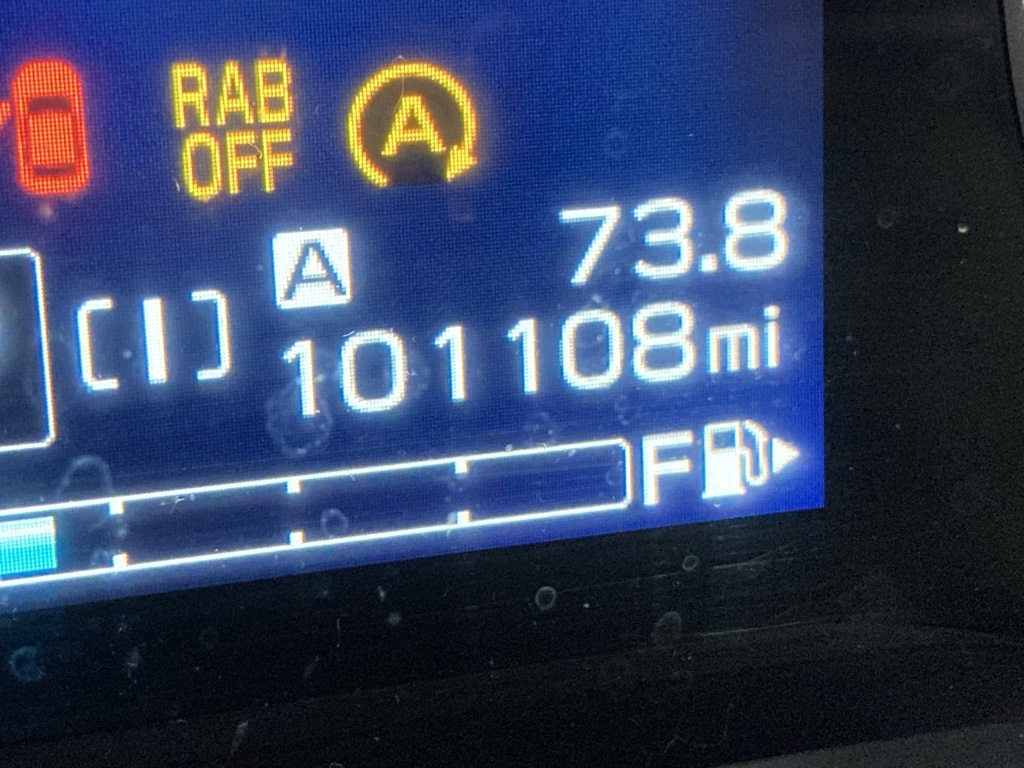 RAB
OFF
A
A
73.8
[I]
101108mi
F